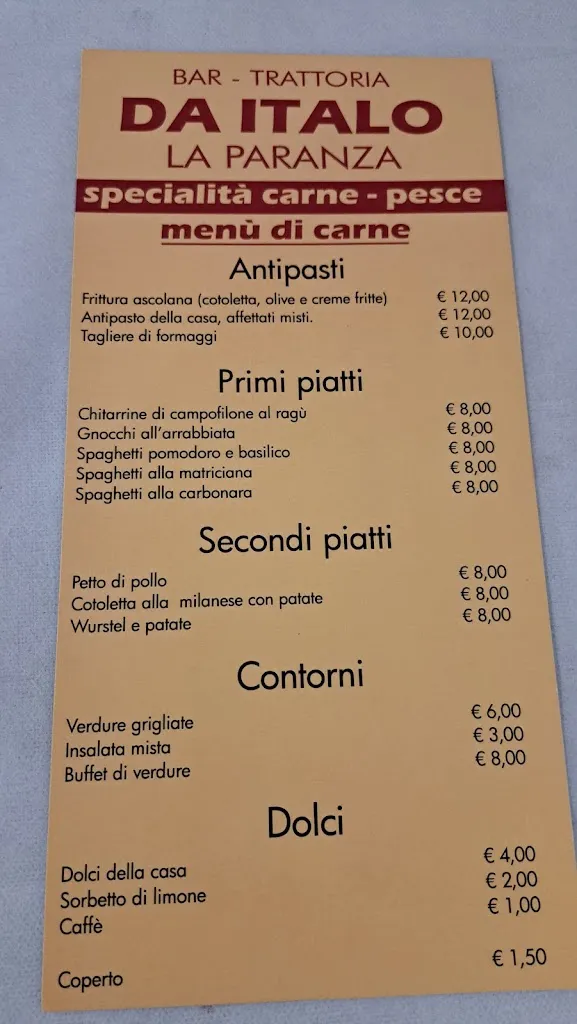 BAR - TRATTORIA
DA ITALO
LA PARANZA
specialità carne - pesce
menù di carne
Antipasti
Frittura ascolana (cotoletta, olive e creme fritte) € 12,00
Antipasto della casa, affettati misti. € 12,00
Tagliere di formaggi € 10,00
Primi piatti
Chitarrine di campofilone al ragù € 8,00
Gnocchi all'arrabbiata € 8,00
Spaghetti pomodoro e basilico € 8,00
Spaghetti alla matriciana € 8,00
Spaghetti alla carbonara € 8,00
Secondi piatti
Petto di pollo € 8,00
Cotoletta alla milanese con patate € 8,00
Wurstel e patate € 8,00
Contorni
Verdure grigliate € 6,00
Insalata mista € 3,00
Buffet di verdure € 8,00
Dolci
Dolci della casa € 4,00
Sorbetto di limone € 2,00
Caffè € 1,00
Coperto € 1,50